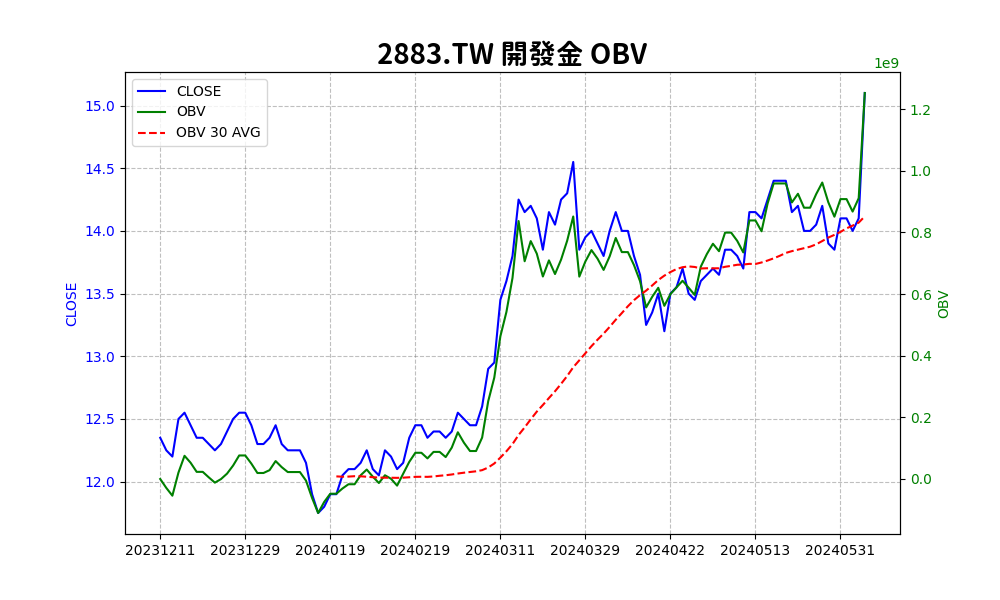 2883.TW 開發金 OBV
1e9
CLOSE
OBV
OBV 30 AVG
CLOSE
15.0
14.5
14.0
13.5
13.0
12.5
12.0
1.2
1.0
0.8
0.6
0.4
0.2
0.0
OBV
20231211 20231229 20240119 20240219 20240311 20240329 20240422 20240513 20240531